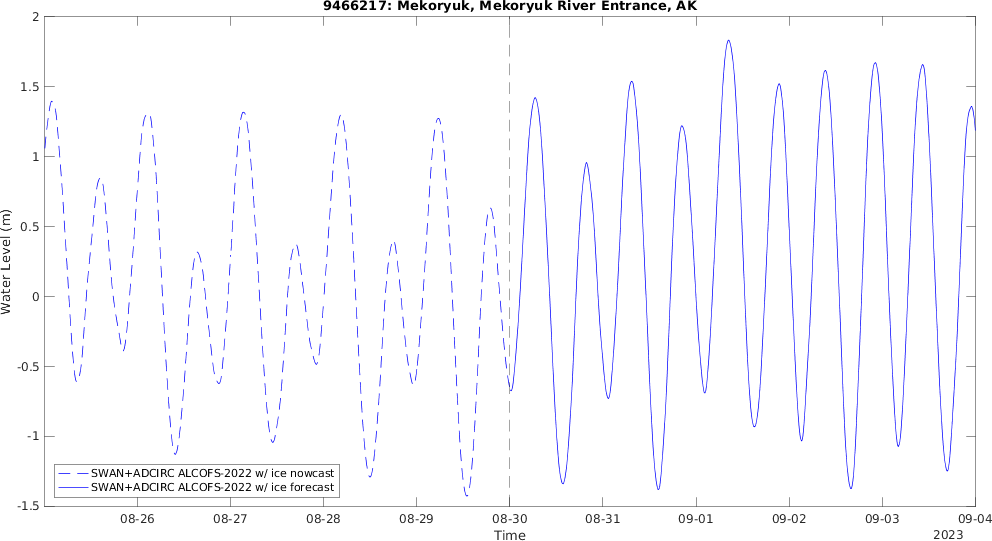 9466217: Mekoryuk, Mekoryuk River Entrance, AK
2
1.5
1
0.5
0
-0.5
-1
-1.5
Water Level (m)
SWAN+ADCIRC ALCOFS-2022 w/ ice nowcast
SWAN+ADCIRC ALCOFS-2022 w/ ice forecast
08-26 08-27 08-28 08-29 08-30 08-31 09-01 09-02 09-03 09-04
Time
2023